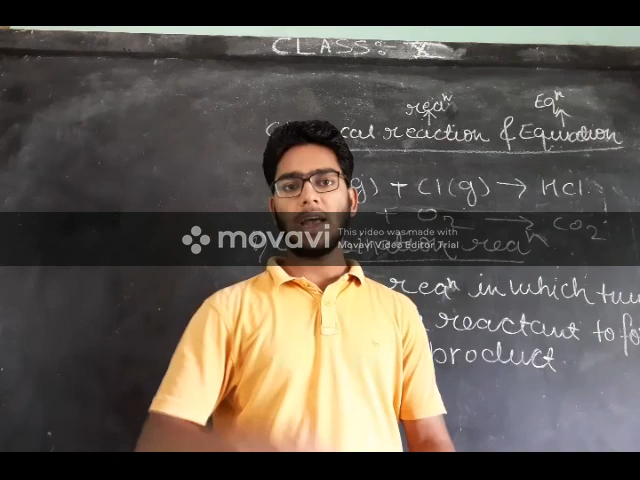 CLASS:- X
reaⁿ Eqⁿ
cal reaction & Equation
g) + Cl(g) → HCl
+ O₂ → CO₂
movavi
This video was made with
Movavi Video Editor Trial
reaⁿ
reaⁿ in which
reactant to fo
product